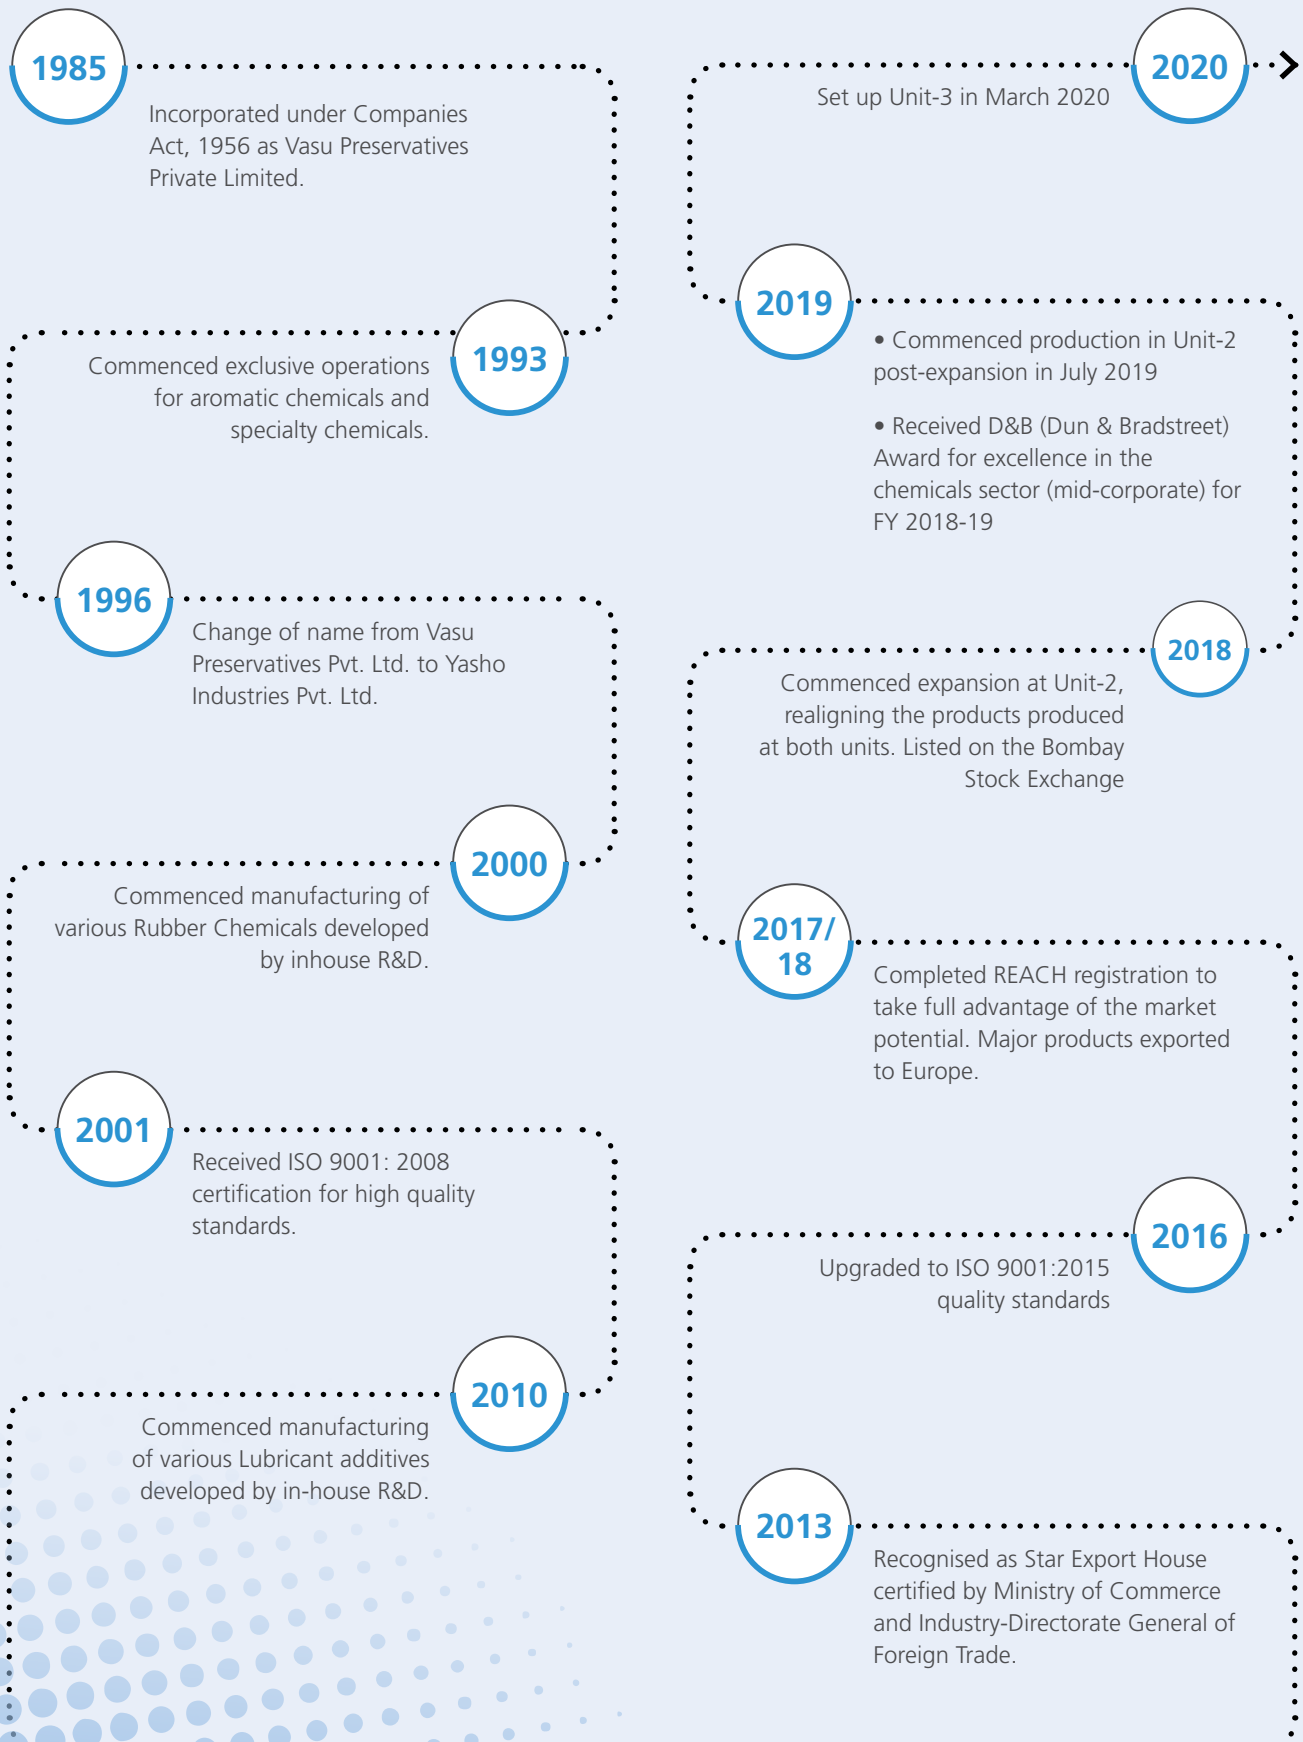 1985
Incorporated under Companies
Act, 1956 as Vasu Preservatives
Private Limited.
1993
Commenced exclusive operations
for aromatic chemicals and
specialty chemicals.
1996
Change of name from Vasu
Preservatives Pvt. Ltd. to Yasho
Industries Pvt. Ltd.
2000
Commenced manufacturing of
various Rubber Chemicals developed
by inhouse R&D.
2001
Received ISO 9001: 2008
certification for high quality
standards.
2010
Commenced manufacturing
of various Lubricant additives
developed by in-house R&D.
2020
Set up Unit-3 in March 2020
2019
• Commenced production in Unit-2
post-expansion in July 2019
• Received D&B (Dun & Bradstreet)
Award for excellence in the
chemicals sector (mid-corporate) for
FY 2018-19
2018
Commenced expansion at Unit-2,
realigning the products produced
at both units. Listed on the Bombay
Stock Exchange
2017/
18
Completed REACH registration to
take full advantage of the market
potential. Major products exported
to Europe.
2016
Upgraded to ISO 9001:2015
quality standards
2013
Recognised as Star Export House
certified by Ministry of Commerce
and Industry-Directorate General of
Foreign Trade.